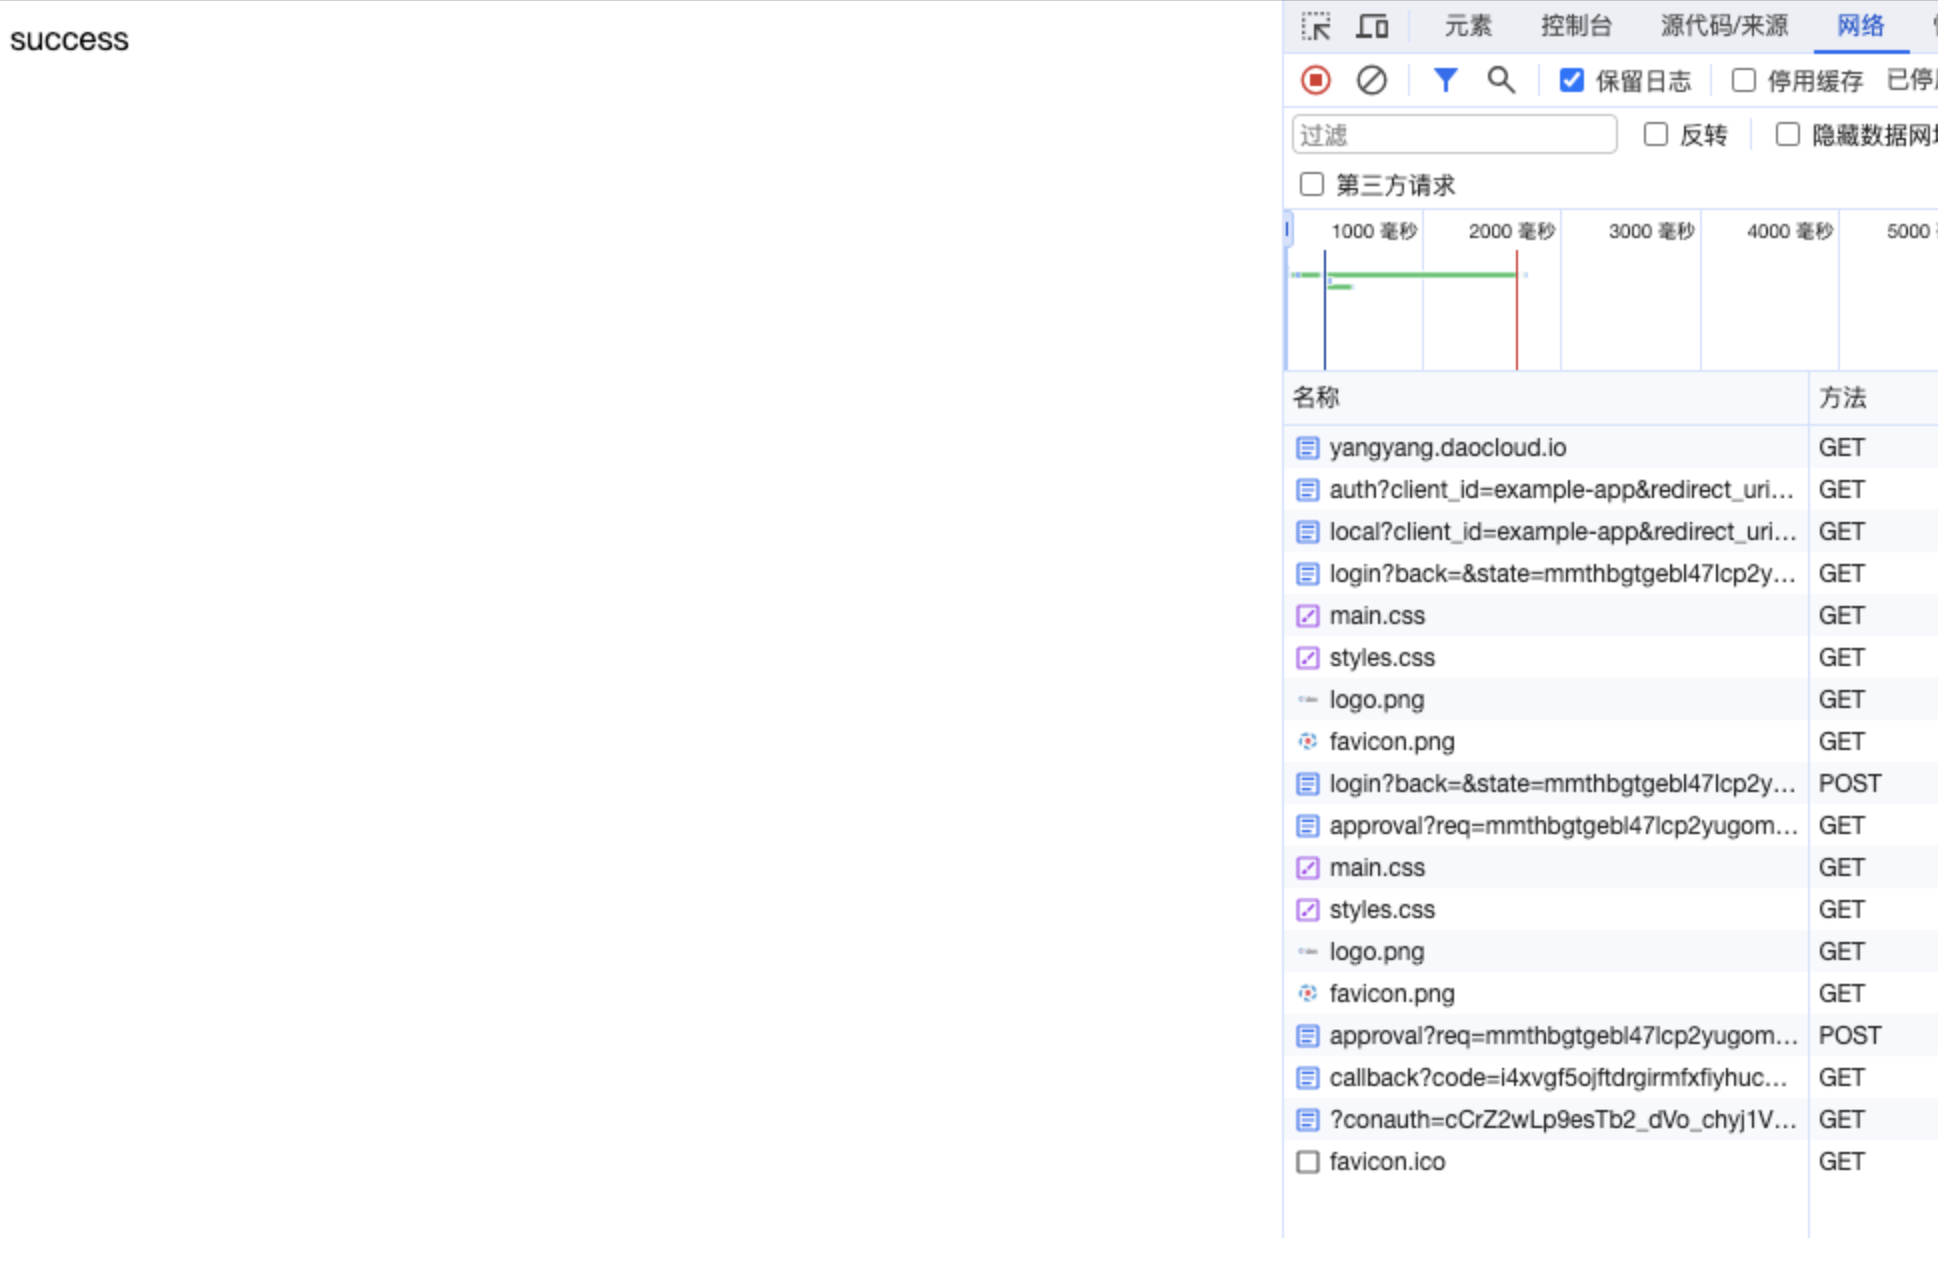 success
元素 控制台 源代码/来源 网络
保留日志 停用缓存 已停
过滤 反转 隐藏数据网
第三方请求
1000 毫秒 2000 毫秒 3000 毫秒 4000 毫秒 5000
名称 方法
yangyang.daocloud.io GET
auth?client_id=example-app&redirect_uri... GET
local?client_id=example-app&redirect_uri... GET
login?back=&state=mmthbgtgebl47lcp2y... GET
main.css GET
styles.css GET
logo.png GET
favicon.png GET
login?back=&state=mmthbgtgebl47lcp2y... POST
approval?req=mmthbgtgebl47lcp2yugom... GET
main.css GET
styles.css GET
logo.png GET
favicon.png GET
approval?req=mmthbgtgebl47lcp2yugom... POST
callback?code=i4xvgf5ojftdrgirmfxfiyhuc... GET
?conauth=cCrZ2wLp9esTb2_dVo_chyj1V... GET
favicon.ico GET